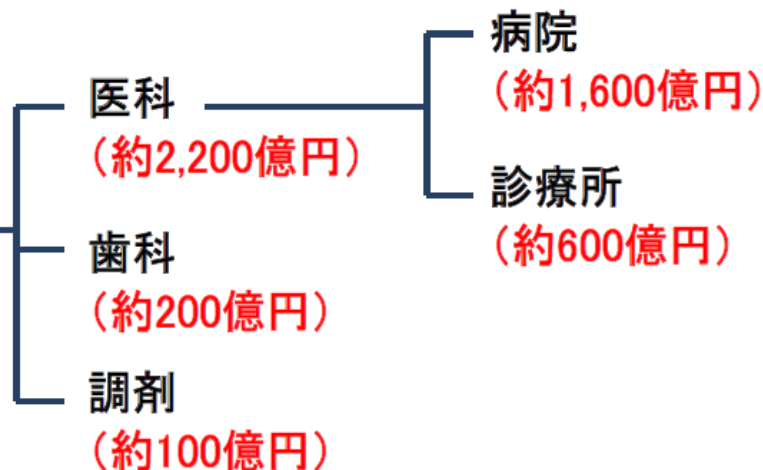 医科
（約2,200億円）
病院
（約1,600億円）
診療所
（約600億円）
歯科
（約200億円）
調剤
（約100億円）